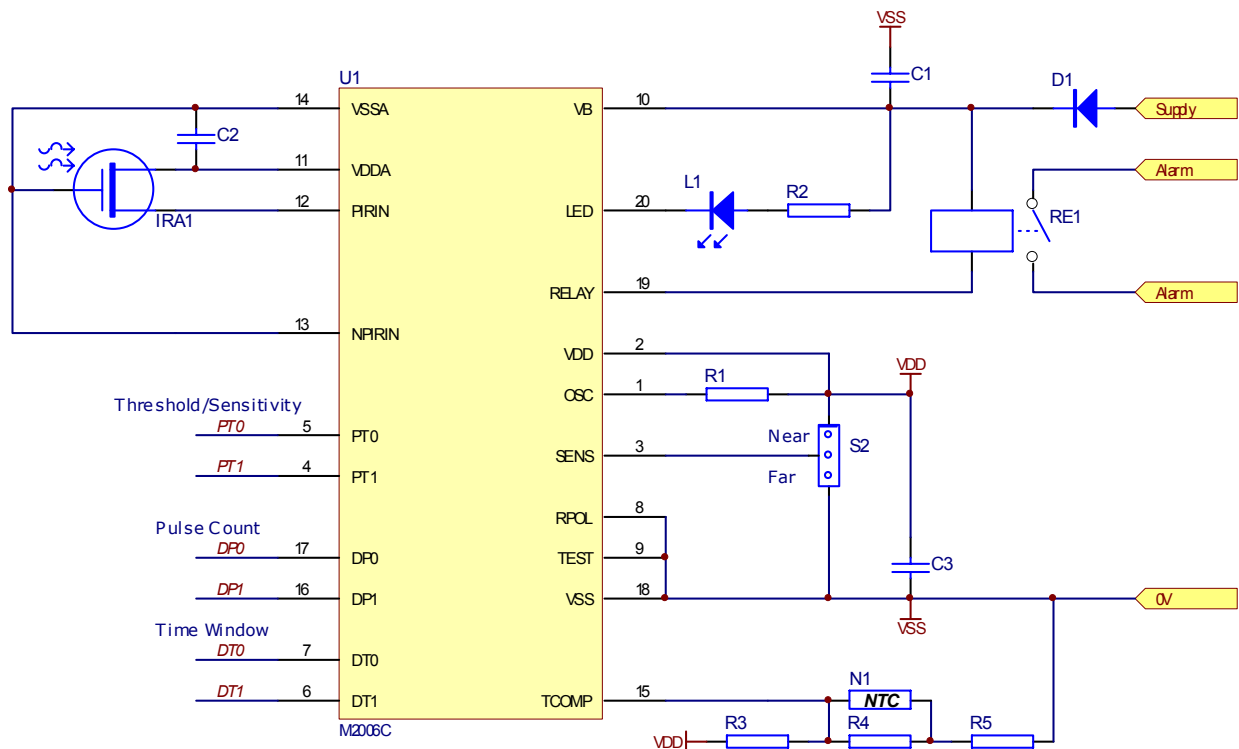 VSS
U1
C1
D1
14 VSSA VB 10
Supply
C2
Alarm
11 VDDA
L1 R2
12 PIRIN LED 20
IRA1
RE1
RELAY 19
Alarm
13 NPIRIN
VDD 2
VDD
R1
OSC 1
Threshold/Sensitivity
PT0 5 PT0
Near
S2
SENS 3
PT1 4 PT1
Far
RPOL 8
Pulse Count
DP0 17 DP0
TEST 9
C3
DP1 16 DP1
VSS 18
0V
VSS
Time Window
DT0 7 DT0
N1
DT1 6 DT1
TCOMP 15
NTC
M2006C
VDD
R3 R4 R5